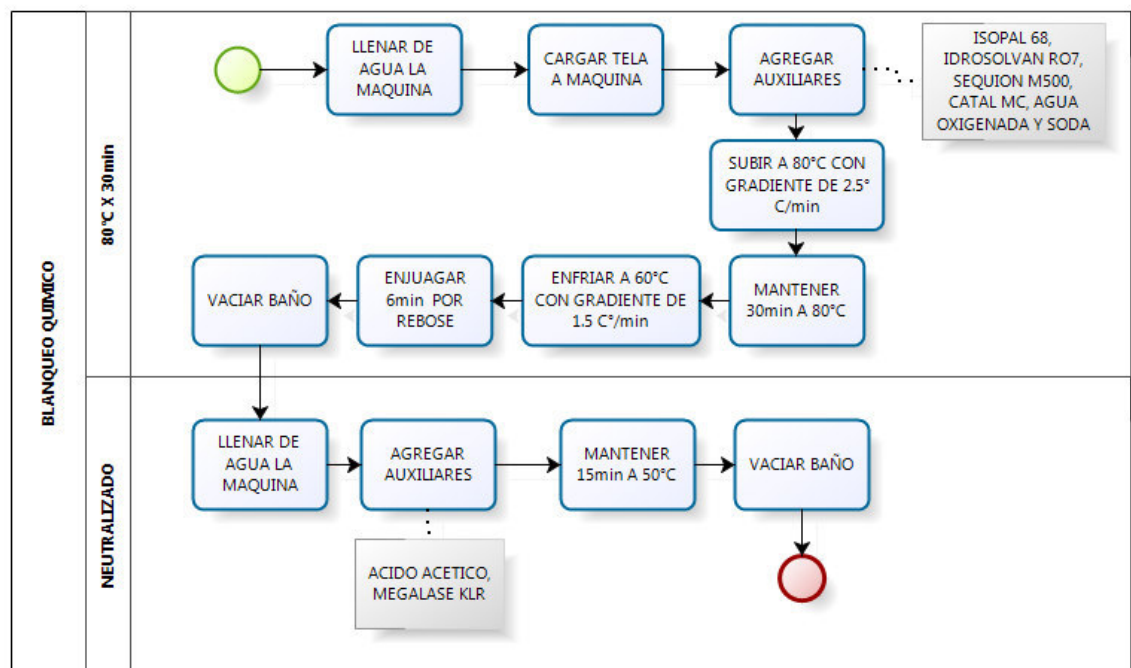 BLANQUEO QUIMICO
80°C X 30min
LLENAR DE
AGUA LA
MAQUINA
CARGAR TELA
A MAQUINA
AGREGAR
AUXILIARES
ISOPAL 68,
IDROSOLVAN RO7,
SEQUION M500,
CATAL MC, AGUA
OXIGENADA Y SODA
SUBIR A 80°C CON
GRADIENTE DE 2.5°
C/min
MANTENER
30min A 80°C
ENFRIAR A 60°C
CON GRADIENTE DE
1.5 C°/min
ENJUAGAR
6min POR
REBOSE
VACIAR BAÑO
NEUTRALIZADO
LLENAR DE
AGUA LA
MAQUINA
AGREGAR
AUXILIARES
ACIDO ACETICO,
MEGALASE KLR
MANTENER
15min A 50°C
VACIAR BAÑO